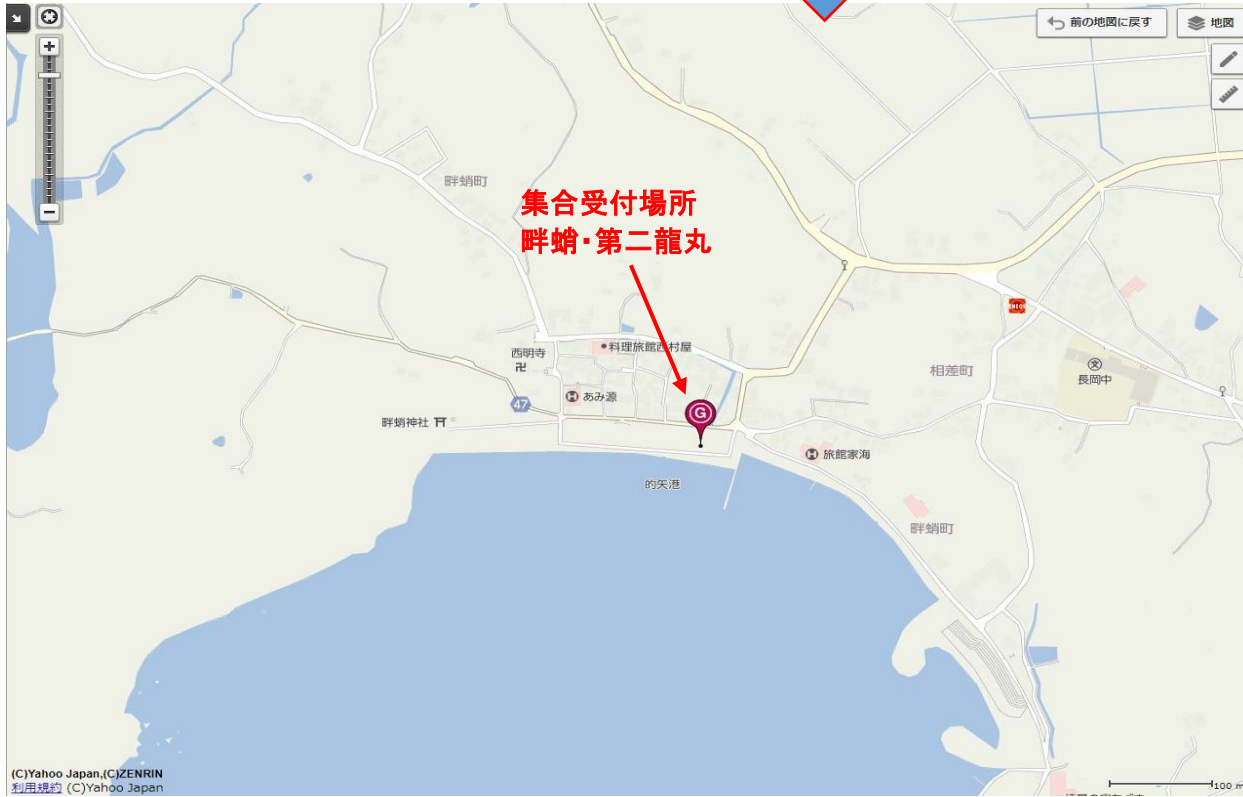 前の地図に戻す
地図
畔蛸町
集合受付場所
畔蛸・第二龍丸
ENEOS
西明寺
料理旅館西村屋
相差町
長岡中
あみ源
47
畔蛸神社
G
旅館家海
的矢港
畔蛸町
(C)Yahoo Japan,(C)ZENRIN
利用規約 (C)Yahoo Japan
100 m